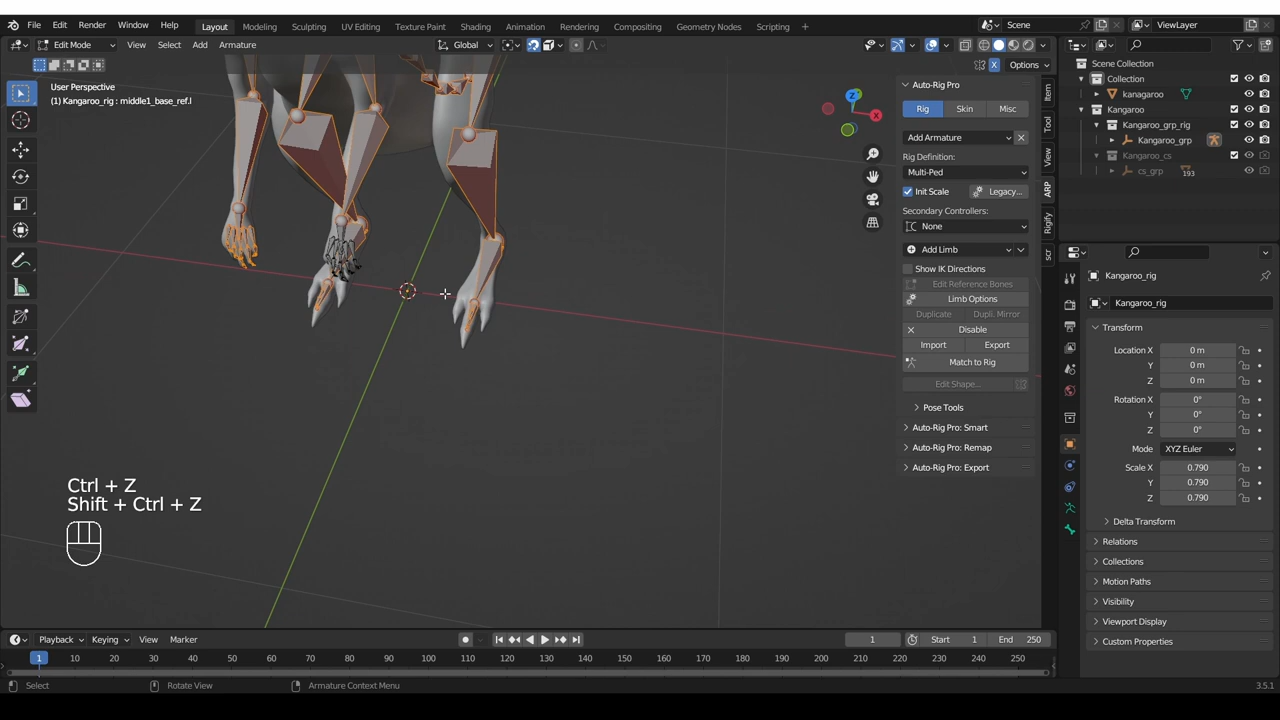 File Edit Render Window Help Layout Modeling Sculpting UV Editing Texture Paint Shading Animation Rendering Compositing Geometry Nodes Scripting Scene ViewLayer
Edit Mode View Select Add Armature Global
X Options
User Perspective
(1) Kangaroo_rig : middle1_base_ref.l
Z
X
Ctrl + Z
Shift + Ctrl + Z
Auto-Rig Pro
Rig Skin Misc
Add Armature
Rig Definition:
Multi-Ped
Init Scale Legacy...
Secondary Controllers:
None
Add Limb
Show IK Directions
Edit Reference Bones
Limb Options
Duplicate Dupli. Mirror
Disable
Import Export
Match to Rig
Edit Shape...
Pose Tools
Auto-Rig Pro: Smart
Auto-Rig Pro: Remap
Auto-Rig Pro: Export
Item
Tool
View
ARP
Rigify
scr
Scene Collection
Collection
kanagaroo
Kangaroo
Kangaroo_grp_rig
Kangaroo_grp
Kangaroo_cs
cs_grp 193
Kangaroo_rig
Kangaroo_rig
Transform
Location X 0 m
Y 0 m
Z 0 m
Rotation X 0°
Y 0°
Z 0°
Mode XYZ Euler
Scale X 0.790
Y 0.790
Z 0.790
Delta Transform
Relations
Collections
Motion Paths
Visibility
Viewport Display
Custom Properties
Playback Keying View Marker 1 Start 1 End 250
1 10 20 30 40 50 60 70 80 90 100 110 120 130 140 150 160 170 180 190 200 210 220 230 240 250
Select Rotate View Armature Context Menu 3.5.1